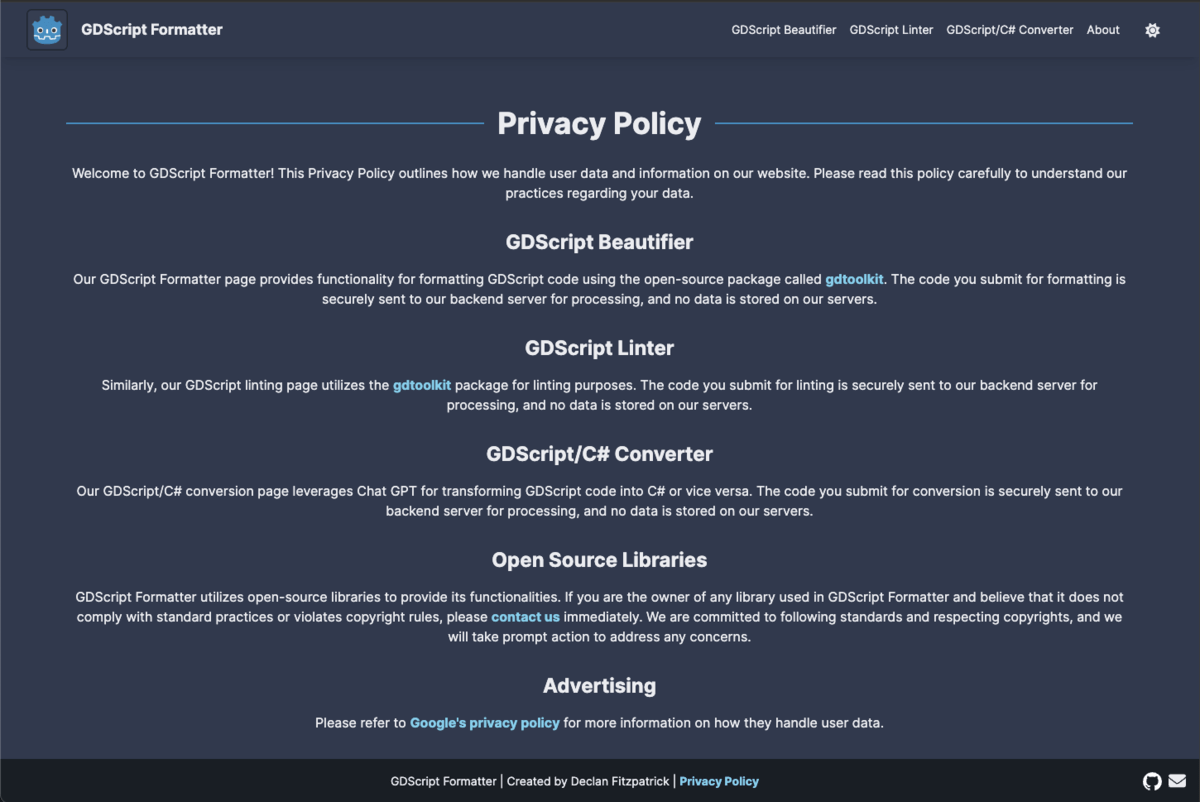 GDScript Formatter
GDScript Beautifier
GDScript Linter
GDScript/C# Converter
About
Privacy Policy
Welcome to GDScript Formatter! This Privacy Policy outlines how we handle user data and information on our website. Please read this policy carefully to understand our
practices regarding your data.
GDScript Beautifier
Our GDScript Formatter page provides functionality for formatting GDScript code using the open-source package called gdtoolkit. The code you submit for formatting is
securely sent to our backend server for processing, and no data is stored on our servers.
GDScript Linter
Similarly, our GDScript linting page utilizes the gdtoolkit package for linting purposes. The code you submit for linting is securely sent to our backend server for
processing, and no data is stored on our servers.
GDScript/C# Converter
Our GDScript/C# conversion page leverages Chat GPT for transforming GDScript code into C# or vice versa. The code you submit for conversion is securely sent to our
backend server for processing, and no data is stored on our servers.
Open Source Libraries
GDScript Formatter utilizes open-source libraries to provide its functionalities. If you are the owner of any library used in GDScript Formatter and believe that it does not
comply with standard practices or violates copyright rules, please contact us immediately. We are committed to following standards and respecting copyrights, and we
will take prompt action to address any concerns.
Advertising
Please refer to Google's privacy policy for more information on how they handle user data.
GDScript Formatter | Created by Declan Fitzpatrick | Privacy Policy